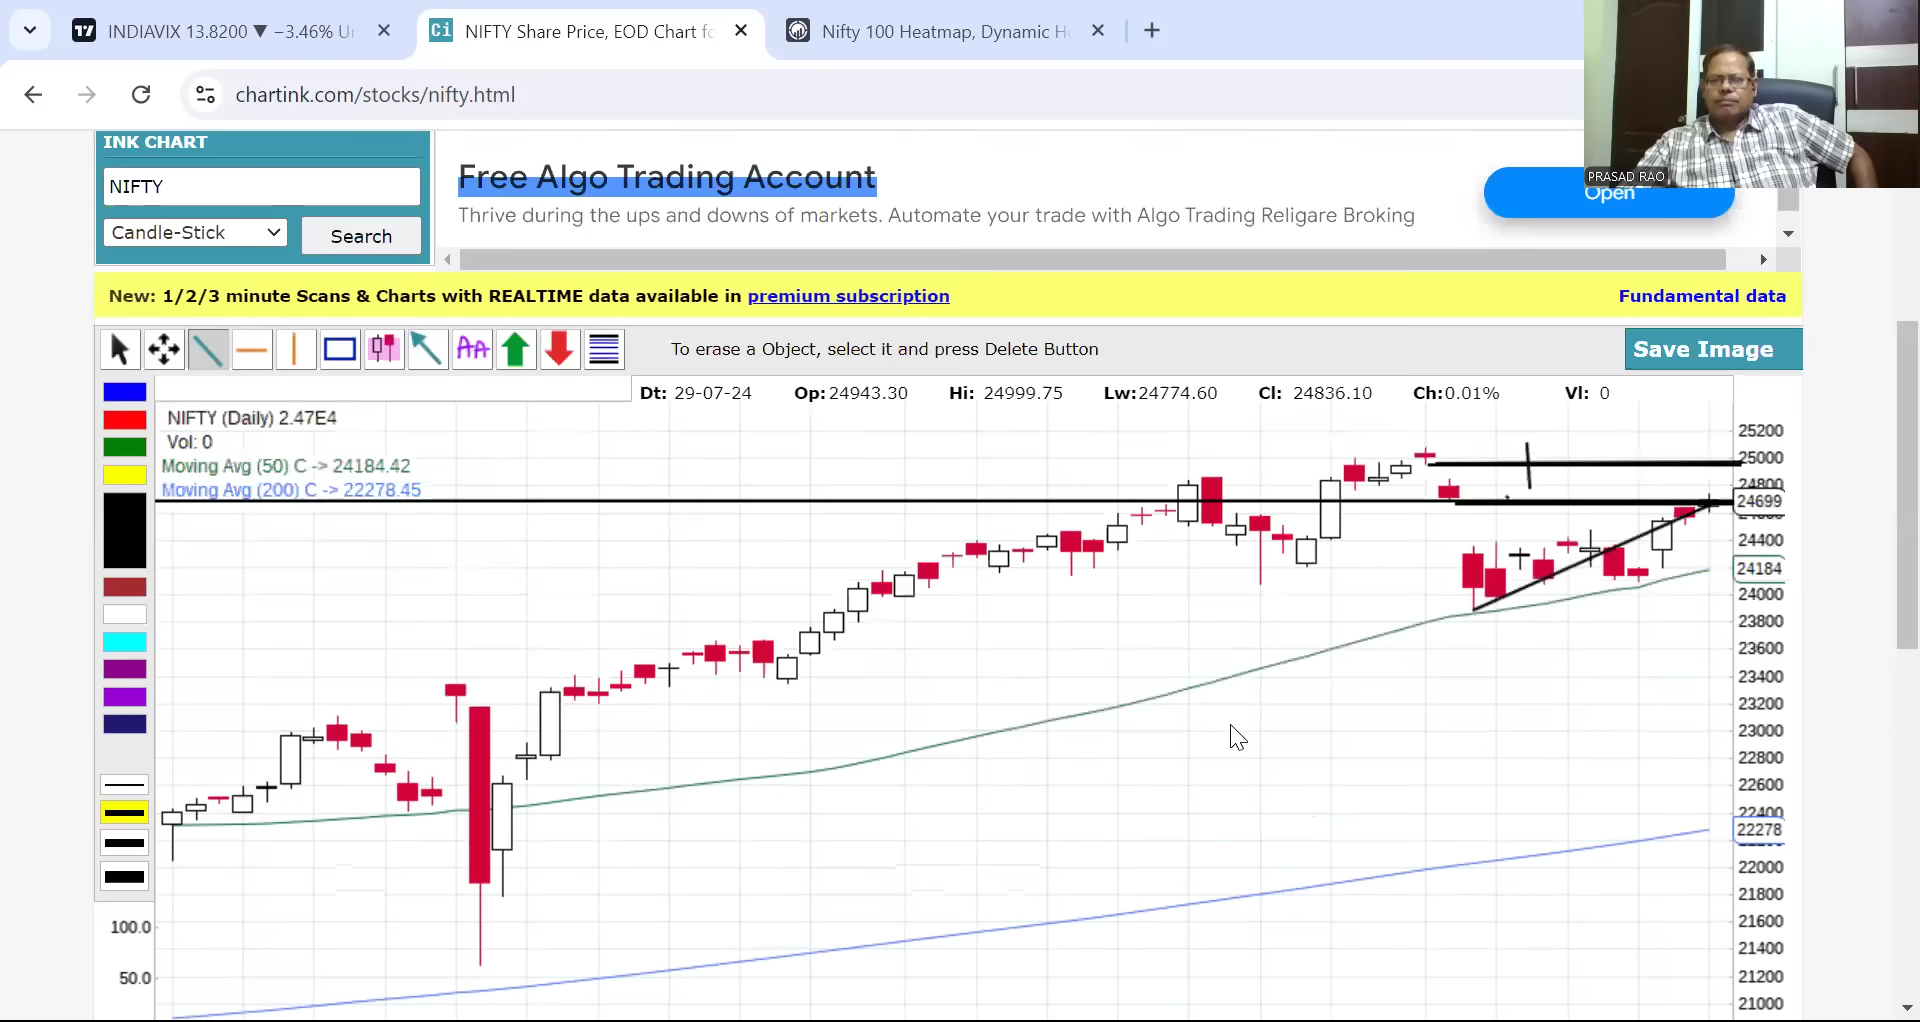 INDIAVIX 13.8200 ▼ −3.46% Un
NIFTY Share Price, EOD Chart fo
Nifty 100 Heatmap, Dynamic He
chartink.com/stocks/nifty.html
PRASAD RAO
INK CHART
NIFTY
Candle-Stick
Search
Free Algo Trading Account
Thrive during the ups and downs of markets. Automate your trade with Algo Trading Religare Broking
Open
New: 1/2/3 minute Scans & Charts with REALTIME data available in premium subscription
Fundamental data
To erase a Object, select it and press Delete Button
Save Image
Dt: 29-07-24 Op:24943.30 Hi: 24999.75 Lw:24774.60 Cl: 24836.10 Ch:0.01% Vl: 0
NIFTY (Daily) 2.47E4
Vol: 0
Moving Avg (50) C -> 24184.42
Moving Avg (200) C -> 22278.45
25200
25000
24800
24699
24400
24184
24000
23800
23600
23400
23200
23000
22800
22600
22400
22278
22000
21800
21600
21400
21200
21000
100.0
50.0